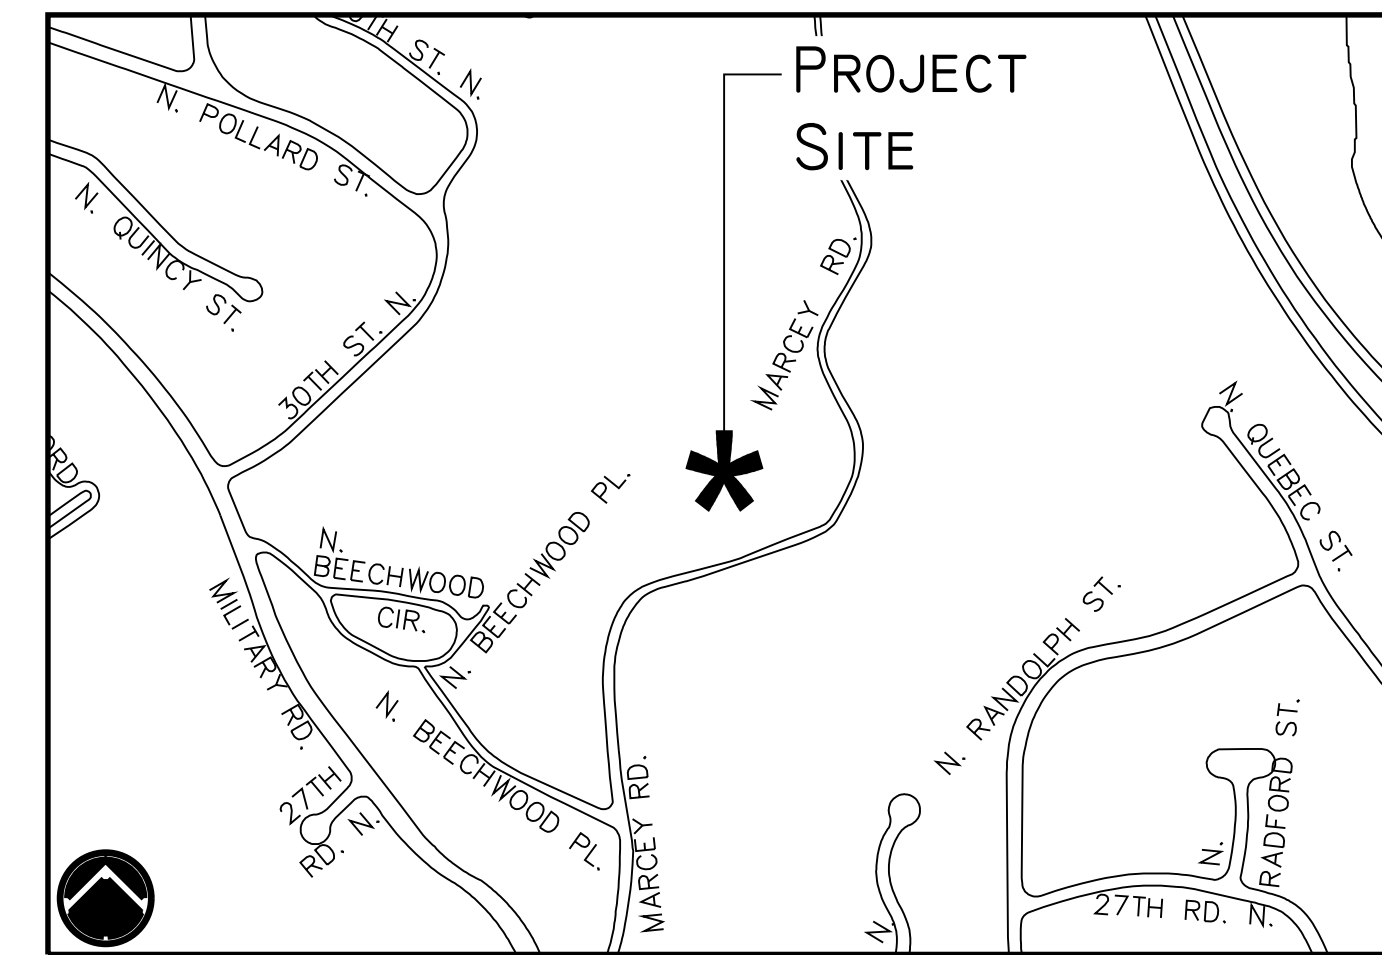 TH ST. N.
PROJECT
SITE
N. POLLARD ST.
N. QUINCY ST.
MARCEY RD.
30TH ST. N.
N. QUEBEC ST.
N. BEECHWOOD PL.
N.
BEECHWOOD
CIR.
MILITARY RD.
N. RANDOLPH ST.
N. BEECHWOOD PL.
MARCEY RD.
27TH
RD. N.
N. RADFORD ST.
27TH RD. N.
N.